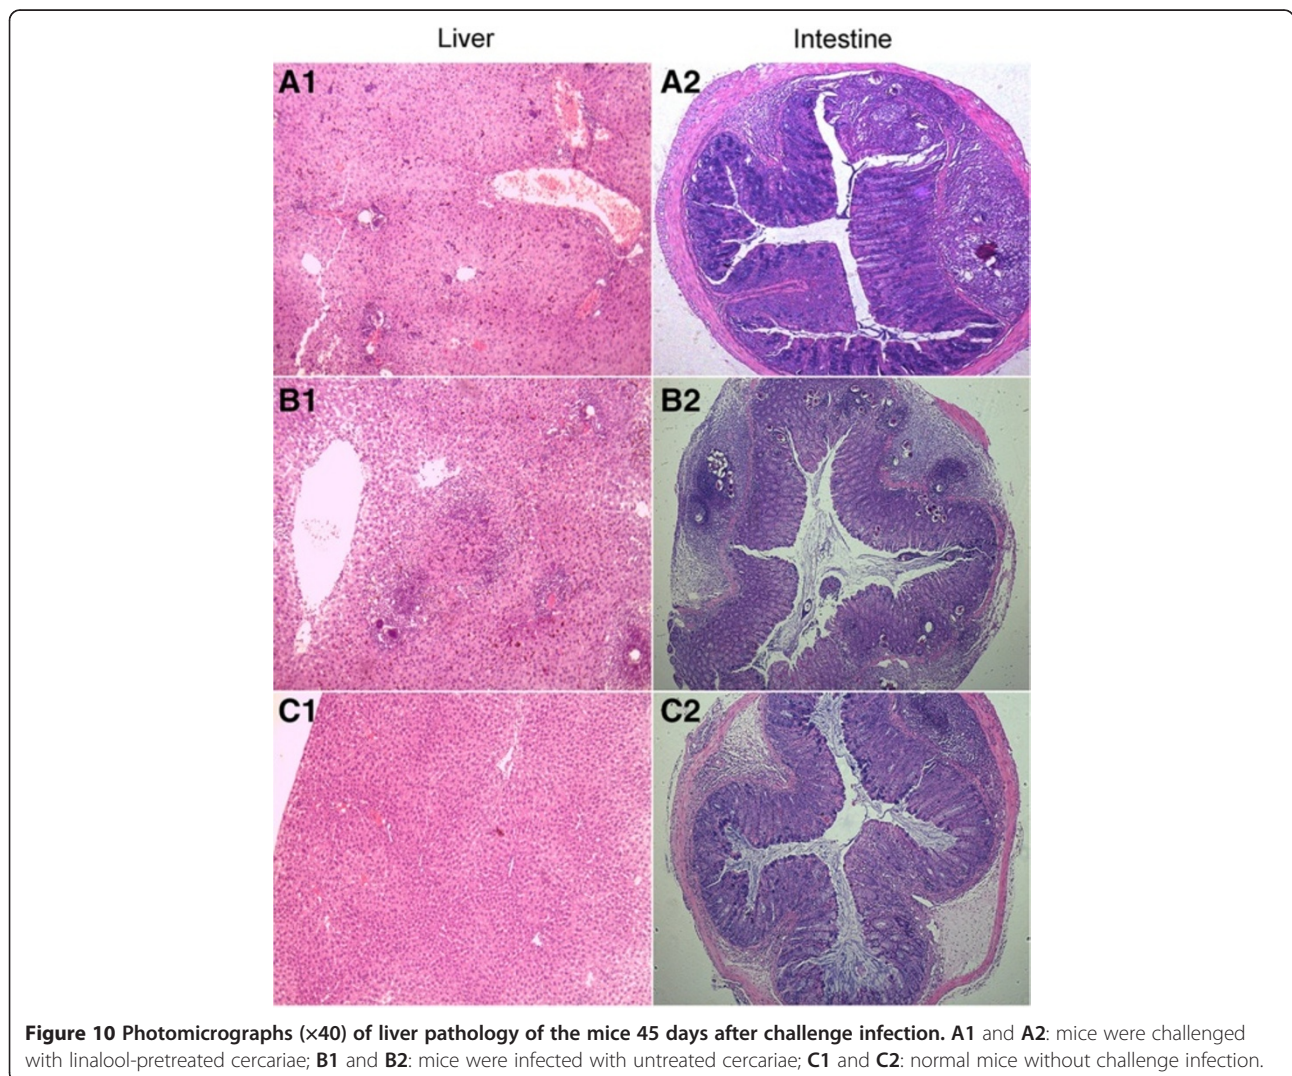 Liver Intestine
A1 A2
B1 B2
C1 C2
Figure 10 Photomicrographs (×40) of liver pathology of the mice 45 days after challenge infection. A1 and A2: mice were challenged
with linalool-pretreated cercariae; B1 and B2: mice were infected with untreated cercariae; C1 and C2: normal mice without challenge infection.